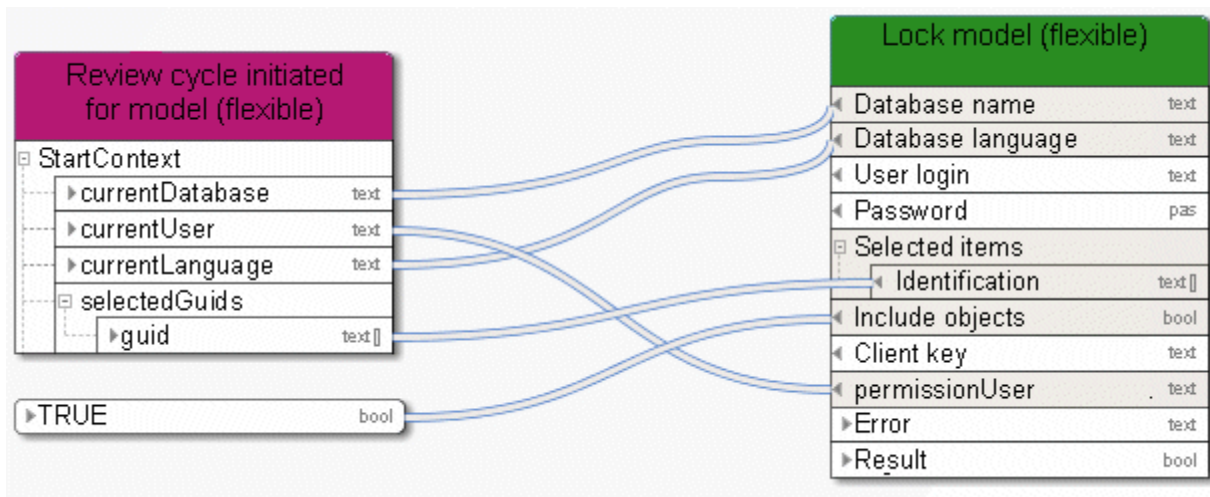 Review cycle initiated
for model (flexible)
StartContext
currentDatabase text
currentUser text
currentLanguage text
selectedGuids
guid text[]
TRUE bool
Lock model (flexible)
Database name text
Database language text
User login text
Password pas
Selected items
Identification text[]
Include objects bool
Client key text
permissionUser . text
Error text
Result bool